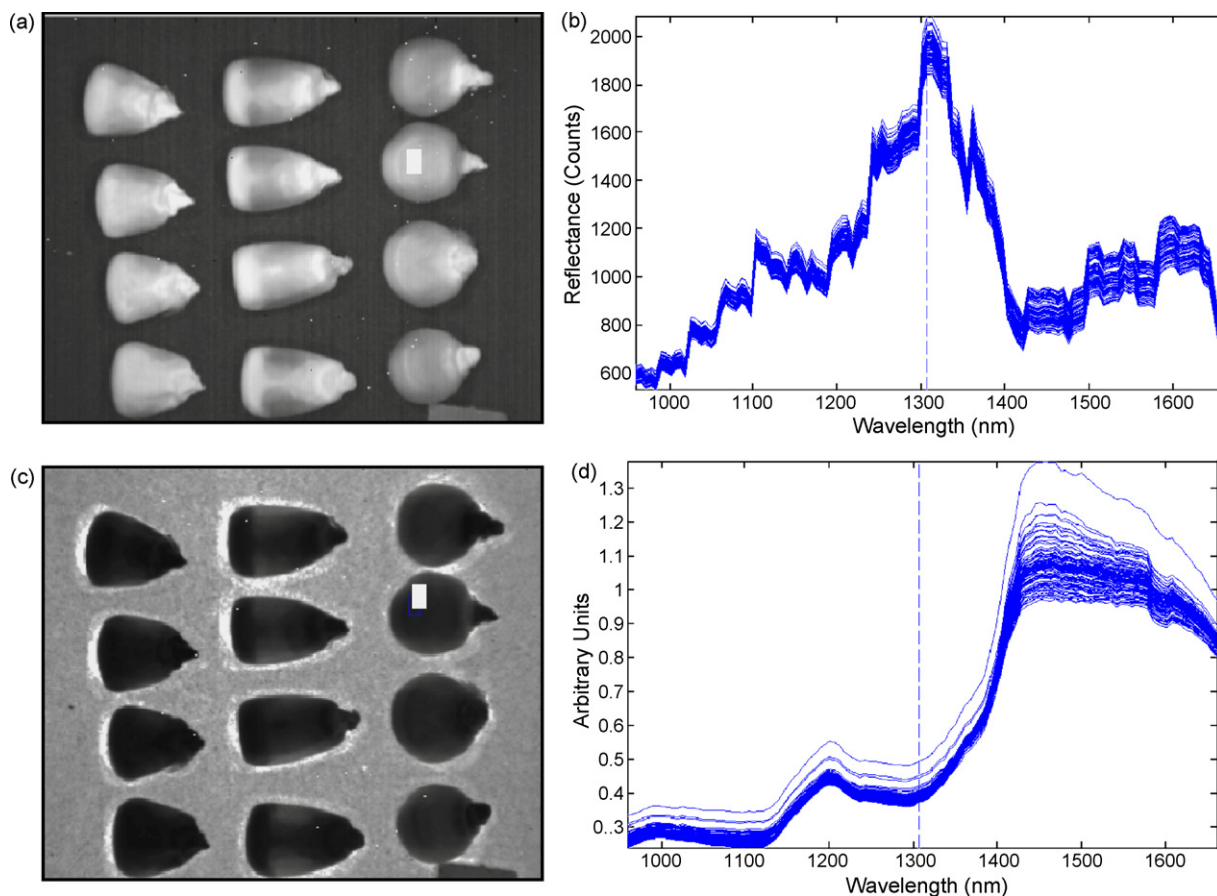 (a)
(b)
2000
1800
1600
1400
1200
1000
800
600
Reflectance (Counts)
1000 1100 1200 1300 1400 1500 1600
Wavelength (nm)
(c)
(d)
1.3
1.2
1.1
1
0.9
0.8
0.7
0.6
0.5
0.4
0..3
Arbitrary Units
1000 1100 1200 1300 1400 1500 1600
Wavelength (nm)